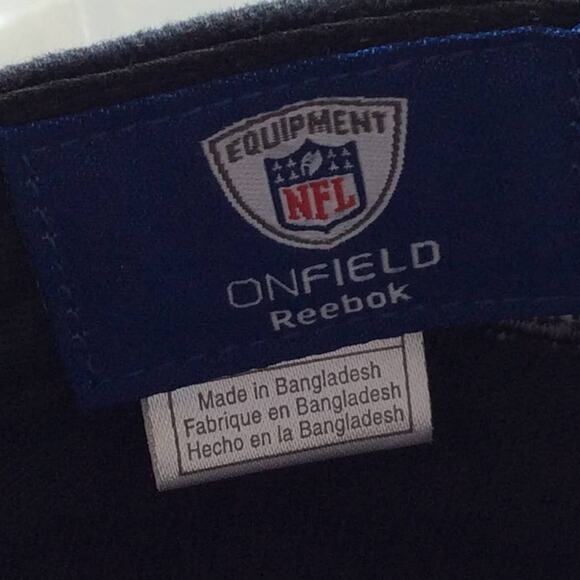 EQUIPMENT
NFL
ONFIELD
Reebok
Made in Bangladesh
Fabrique en Bangladesh
Hecho en la Bangladesh